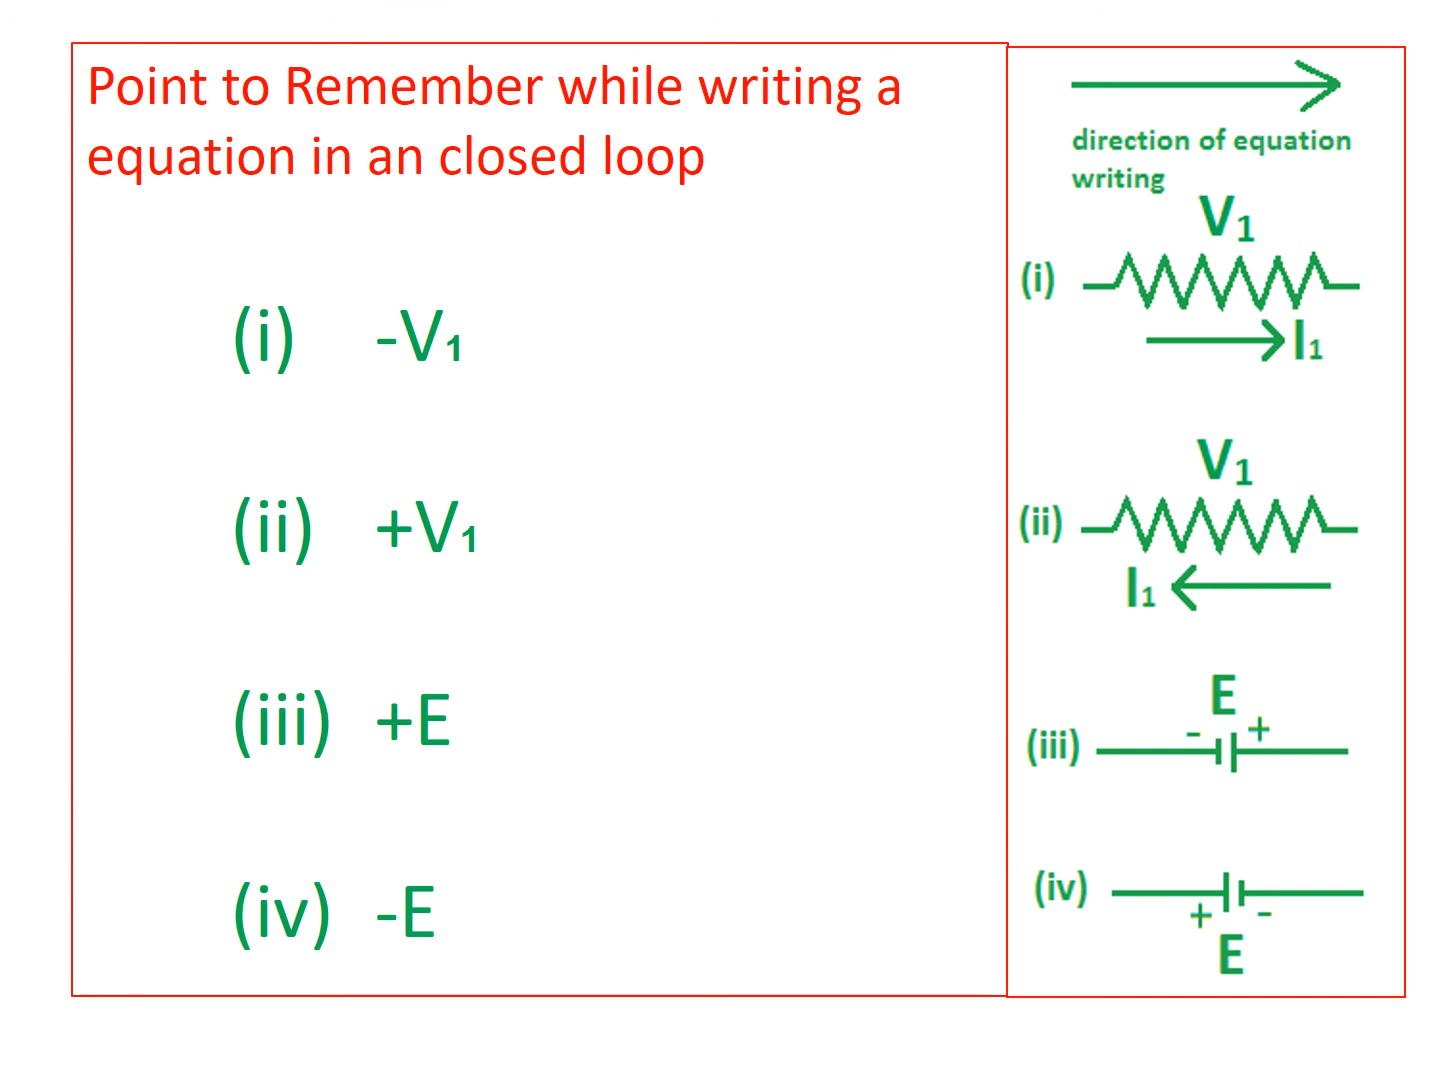 Point to Remember while writing a
equation in an closed loop
(i) -V₁
(ii) +V₁
(iii) +E
(iv) -E
direction of equation
writing
V₁
(i)
I₁
V₁
(ii)
I₁
E
- +
(iii)
(iv)
+ -
E